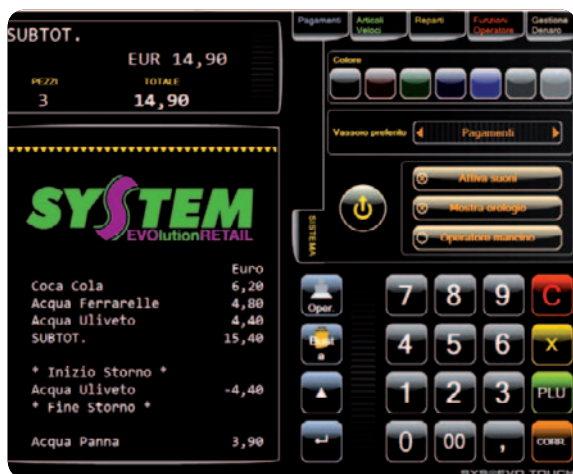 SUBTOT.
EUR 14,90
PEZZI TOTALE
3 14,90
SYSTEM
EVOlutionRETAIL
Euro
Coca Cola 6,20
Acqua Ferrarelle 4,80
Acqua Uliveto 4,40
SUBTOT. 15,40
* Inizio Storno *
Acqua Uliveto -4,40
* Fine Storno *
Acqua Panna 3,90
Pagamenti
Articoli Veloci
Reparti
Funzioni Operatore
Gestione Denaro
Colore
Vassoio preferito
Pagamenti
SISTEMA
Attiva suoni
Mostra orologio
Operatore mancino
Oper.
7 8 9 C
4 5 6 X
1 2 3 PLU
0 00 , CORR.